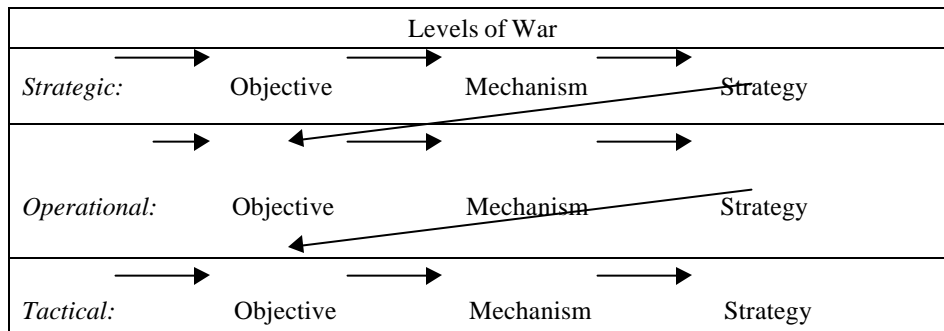 Levels of War
Strategic: Objective Mechanism Strategy
Operational: Objective Mechanism Strategy
Tactical: Objective Mechanism Strategy